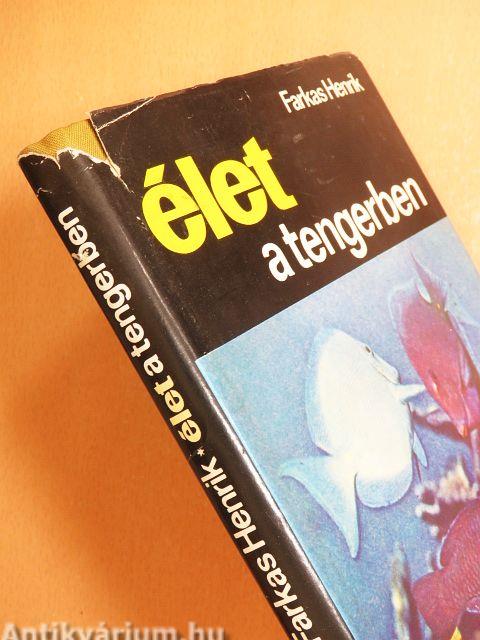 Farkas Henrik
élet
a tengerben
Farkas Henrik * élet a tengerben
Antikvárium.hu